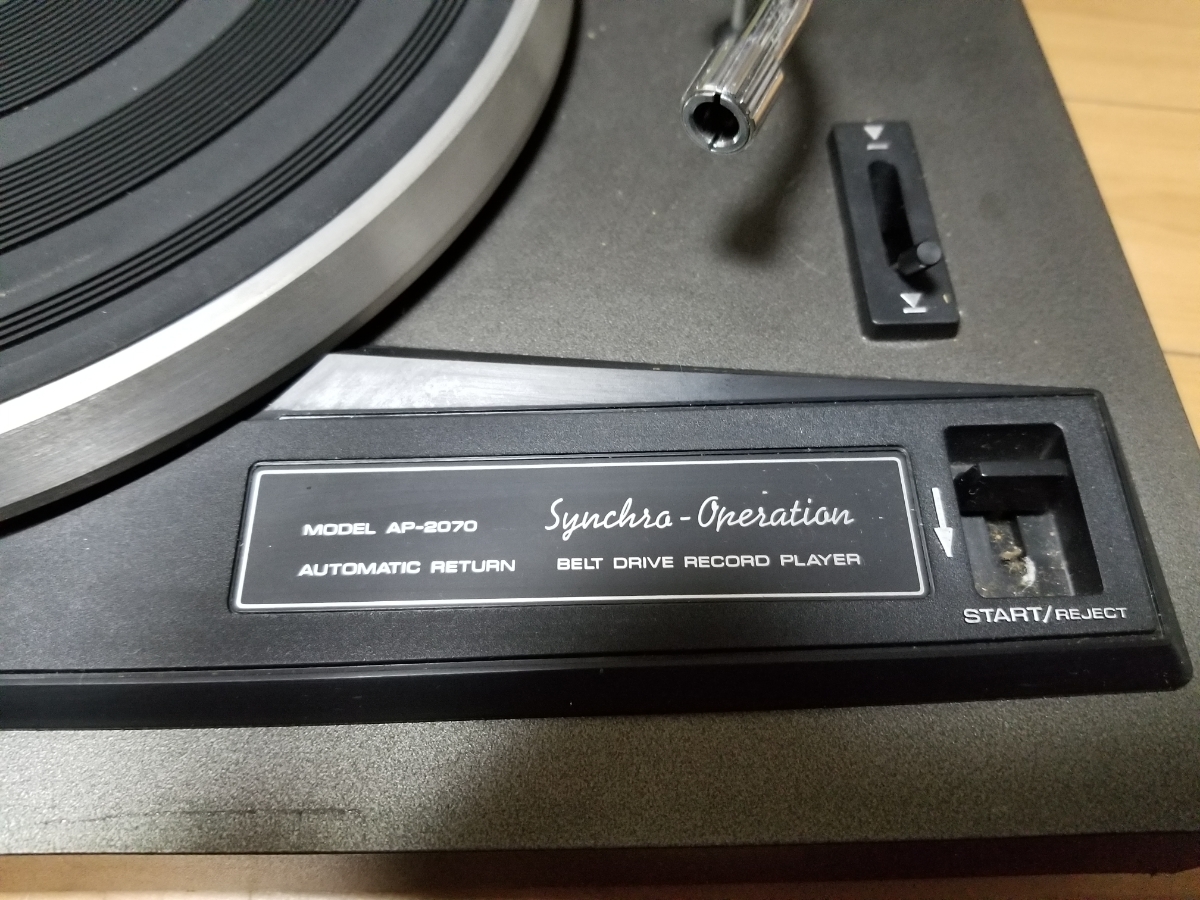 MODEL AP-2070
Synchro-Operation
AUTOMATIC RETURN
BELT DRIVE RECORD PLAYER
START/REJECT